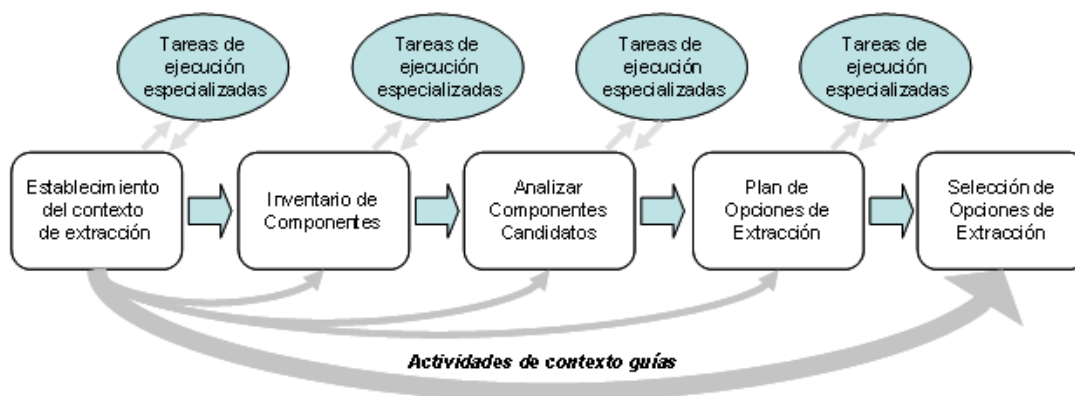 Tareas de
ejecución
especializadas
Tareas de
ejecución
especializadas
Tareas de
ejecución
especializadas
Tareas de
ejecución
especializadas
Establecimiento
del contexto
de extracción
Inventario de
Componentes
Analizar
Componentes
Candidatos
Plan de
Opciones de
Extracción
Selección de
Opciones de
Extracción
Actividades de contexto guías